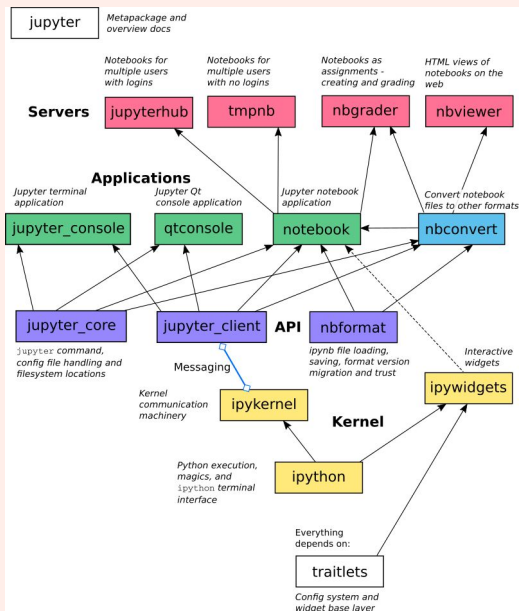 jupyter
Metapackage and
overview docs
Notebooks for
multiple users
with logins
Notebooks for
multiple users
with no logins
Notebooks as
assignments -
creating and grading
HTML views of
notebooks on the
web
Servers
jupyterhub
tmpnb
nbgrader
nbviewer
Applications
Jupyter terminal
application
Jupyter Qt
console application
Jupyter notebook
application
Convert notebook
files to other formats
jupyter_console
qtconsole
notebook
nbconvert
jupyter_core
jupyter_client
API
nbformat
jupyter command,
config file handling and
filesystem locations
ipynb file loading,
saving, format version
migration and trust
Interactive
widgets
Messaging
Kernel
communication
machinery
ipykernel
Kernel
ipywidgets
Python execution,
magics, and
ipython terminal
interface
ipython
Everything
depends on:
traitlets
Config system and
widget base layer